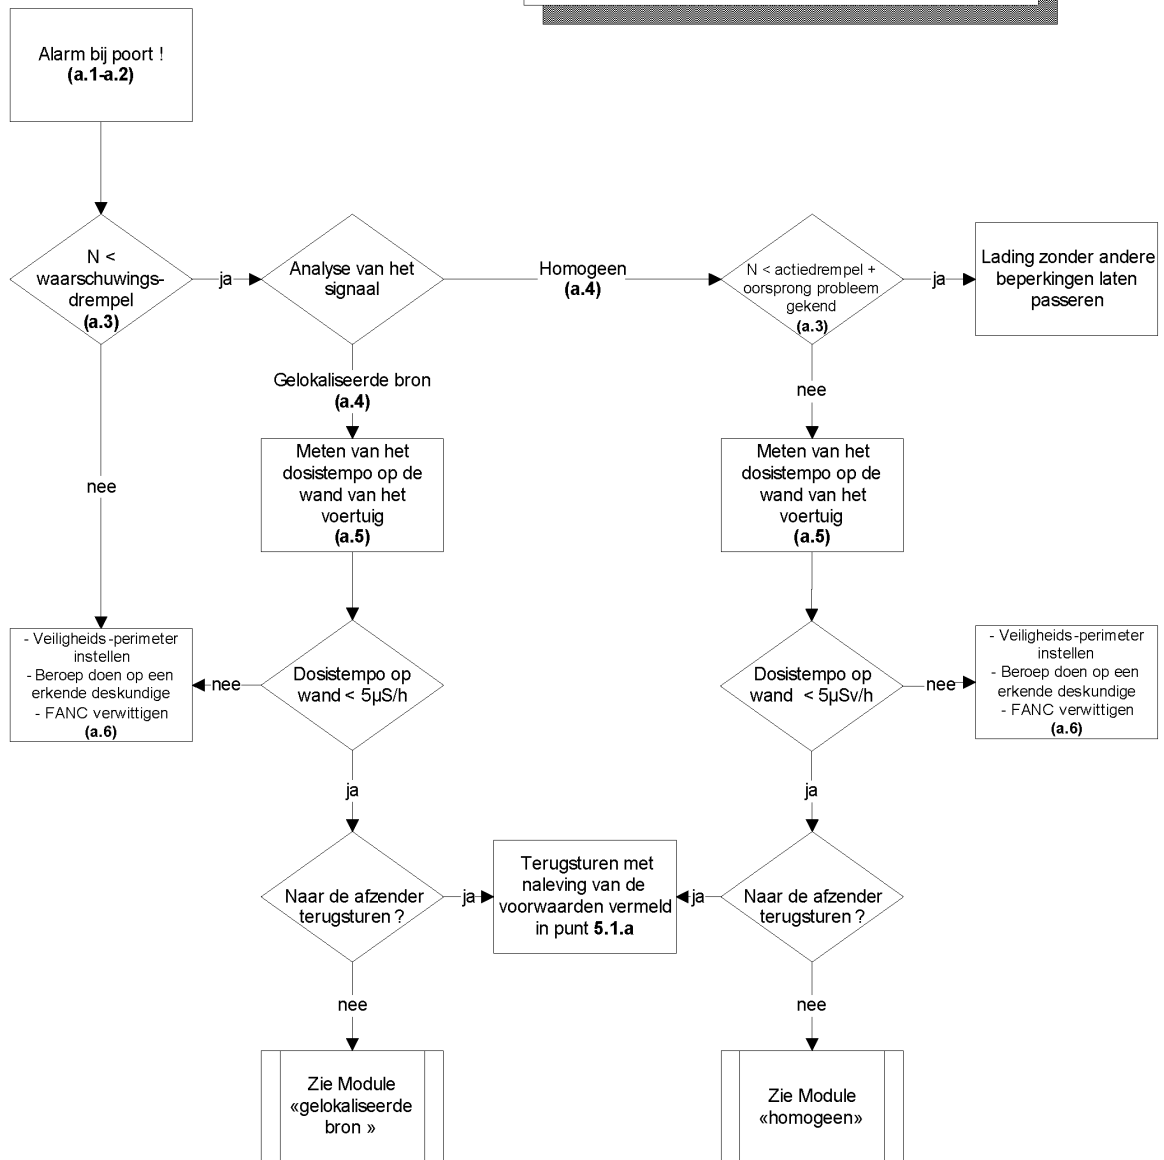 Alarm bij poort !
(a.1-a.2)
N <
waarschuwings-
drempel
(a.3)
ja
Analyse van het
signaal
Homogeen
(a.4)
N < actiedrempel +
oorsprong probleem
gekend
(a.3)
ja
Lading zonder andere
beperkingen laten
passeren
Gelokaliseerde bron
(a.4)
nee
Meten van het
dosistempo op de
wand van het
voertuig
(a.5)
Meten van het
dosistempo op de
wand van het
voertuig
(a.5)
nee
- Veiligheids-perimeter
instellen
- Beroep doen op een
erkende deskundige
- FANC verwittigen
(a.6)
nee
Dosistempo op
wand < 5µS/h
Dosistempo op
wand < 5µSv/h
nee
- Veiligheids-perimeter
instellen
- Beroep doen op een
erkende deskundige
- FANC verwittigen
(a.6)
ja
ja
Naar de afzender
terugsturen ?
ja
Terugsturen met
naleving van de
voorwaarden vermeld
in punt 5.1.a
ja
Naar de afzender
terugsturen ?
nee
nee
Zie Module
«gelokaliseerde
bron »
Zie Module
«homogeen»